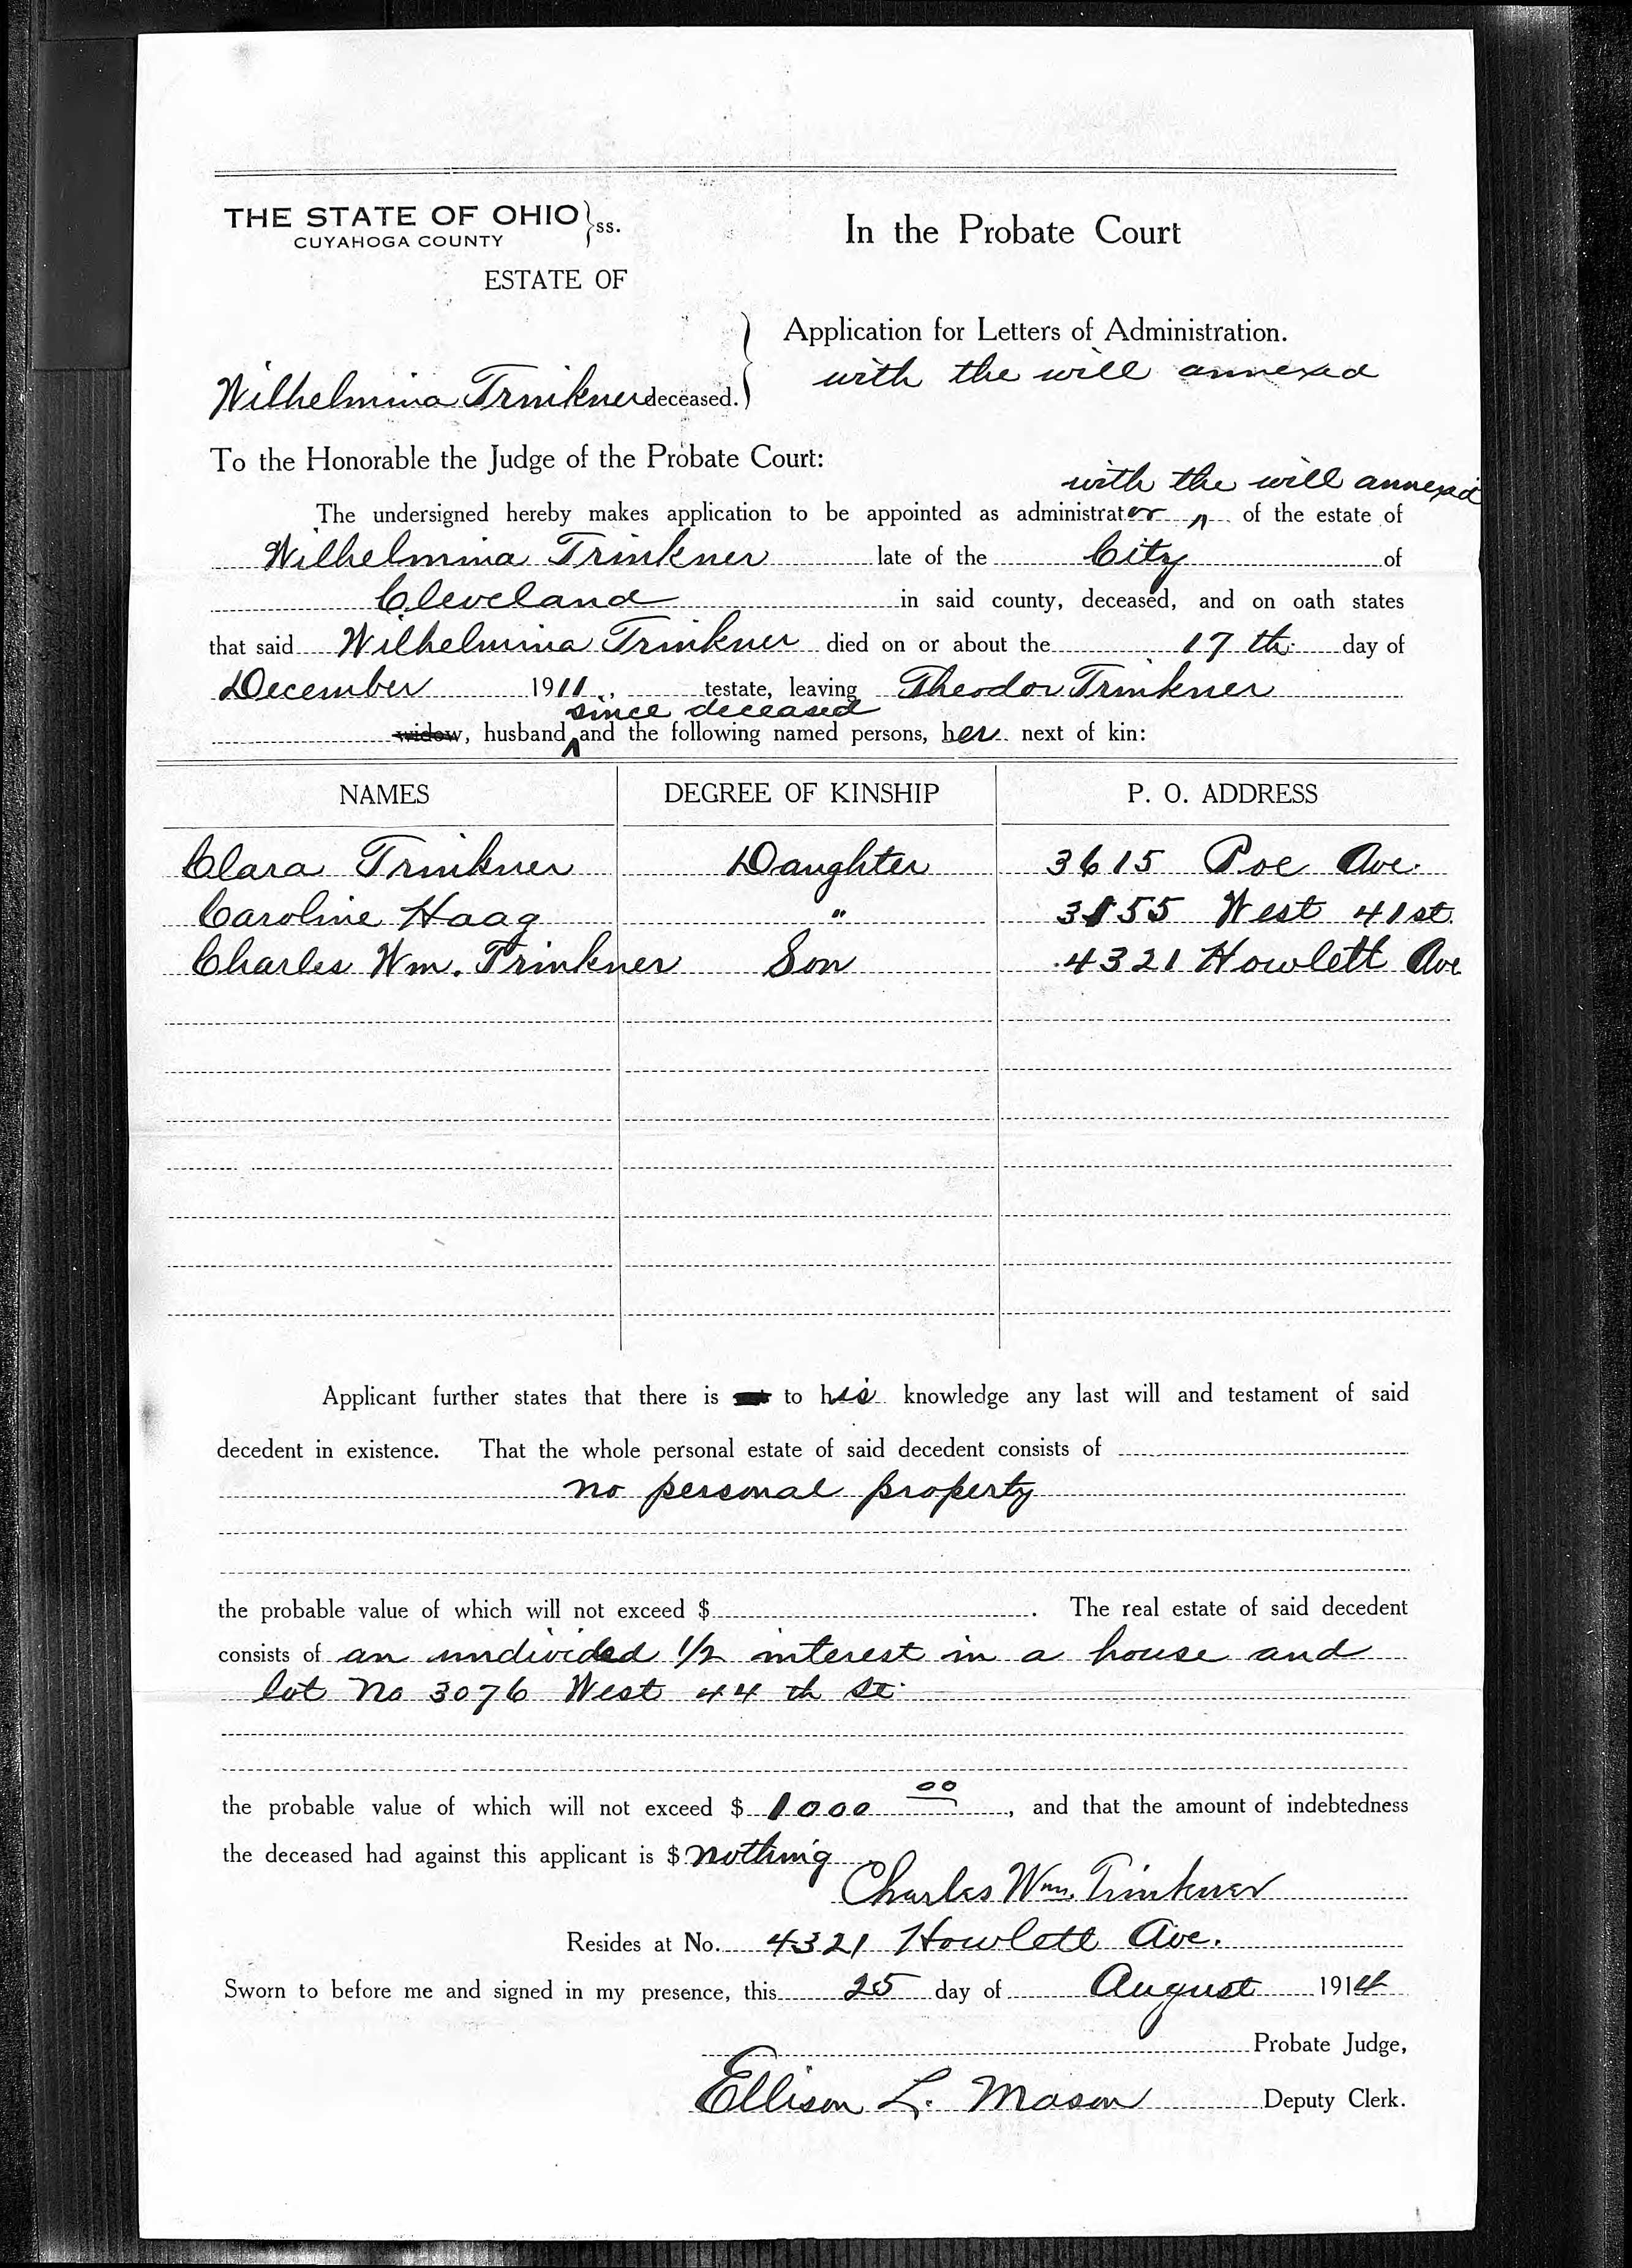 THE STATE OF OHIO } ss.
CUYAHOGA COUNTY
In the Probate Court
ESTATE OF
Application for Letters of Administration.
with the will annexed
Wilhelmina Trinkner deceased.
To the Honorable the Judge of the Probate Court:
with the will annexed
The undersigned hereby makes application to be appointed as administrator ^ of the estate of
Wilhelmina Trinkner late of the City of
Cleveland in said county, deceased, and on oath states
that said Wilhelmina Trinkner died on or about the 17 th. day of
December 1911, testate, leaving Theodor Trinkner
since deceased
widow, husband ^ and the following named persons, her next of kin:
NAMES DEGREE OF KINSHIP P. O. ADDRESS
Clara Trinkner Daughter 3615 Poe Ave.
Caroline Haag " 3155 West 41 st.
Charles Wm. Trinkner Son 4321 Howlett Ave
Applicant further states that there is to his knowledge any last will and testament of said
decedent in existence. That the whole personal estate of said decedent consists of
no personal property
the probable value of which will not exceed $ . The real estate of said decedent
consists of an undivided 1/2 interest in a house and
lot No 3076 West 44 th St.
the probable value of which will not exceed $ 1000 00, and that the amount of indebtedness
the deceased had against this applicant is $ nothing
Charles Wm. Trinkner
Resides at No. 4321 Howlett Ave.
Sworn to before me and signed in my presence, this 25 day of August 1914
Probate Judge,
Ellison L. Mason Deputy Clerk.